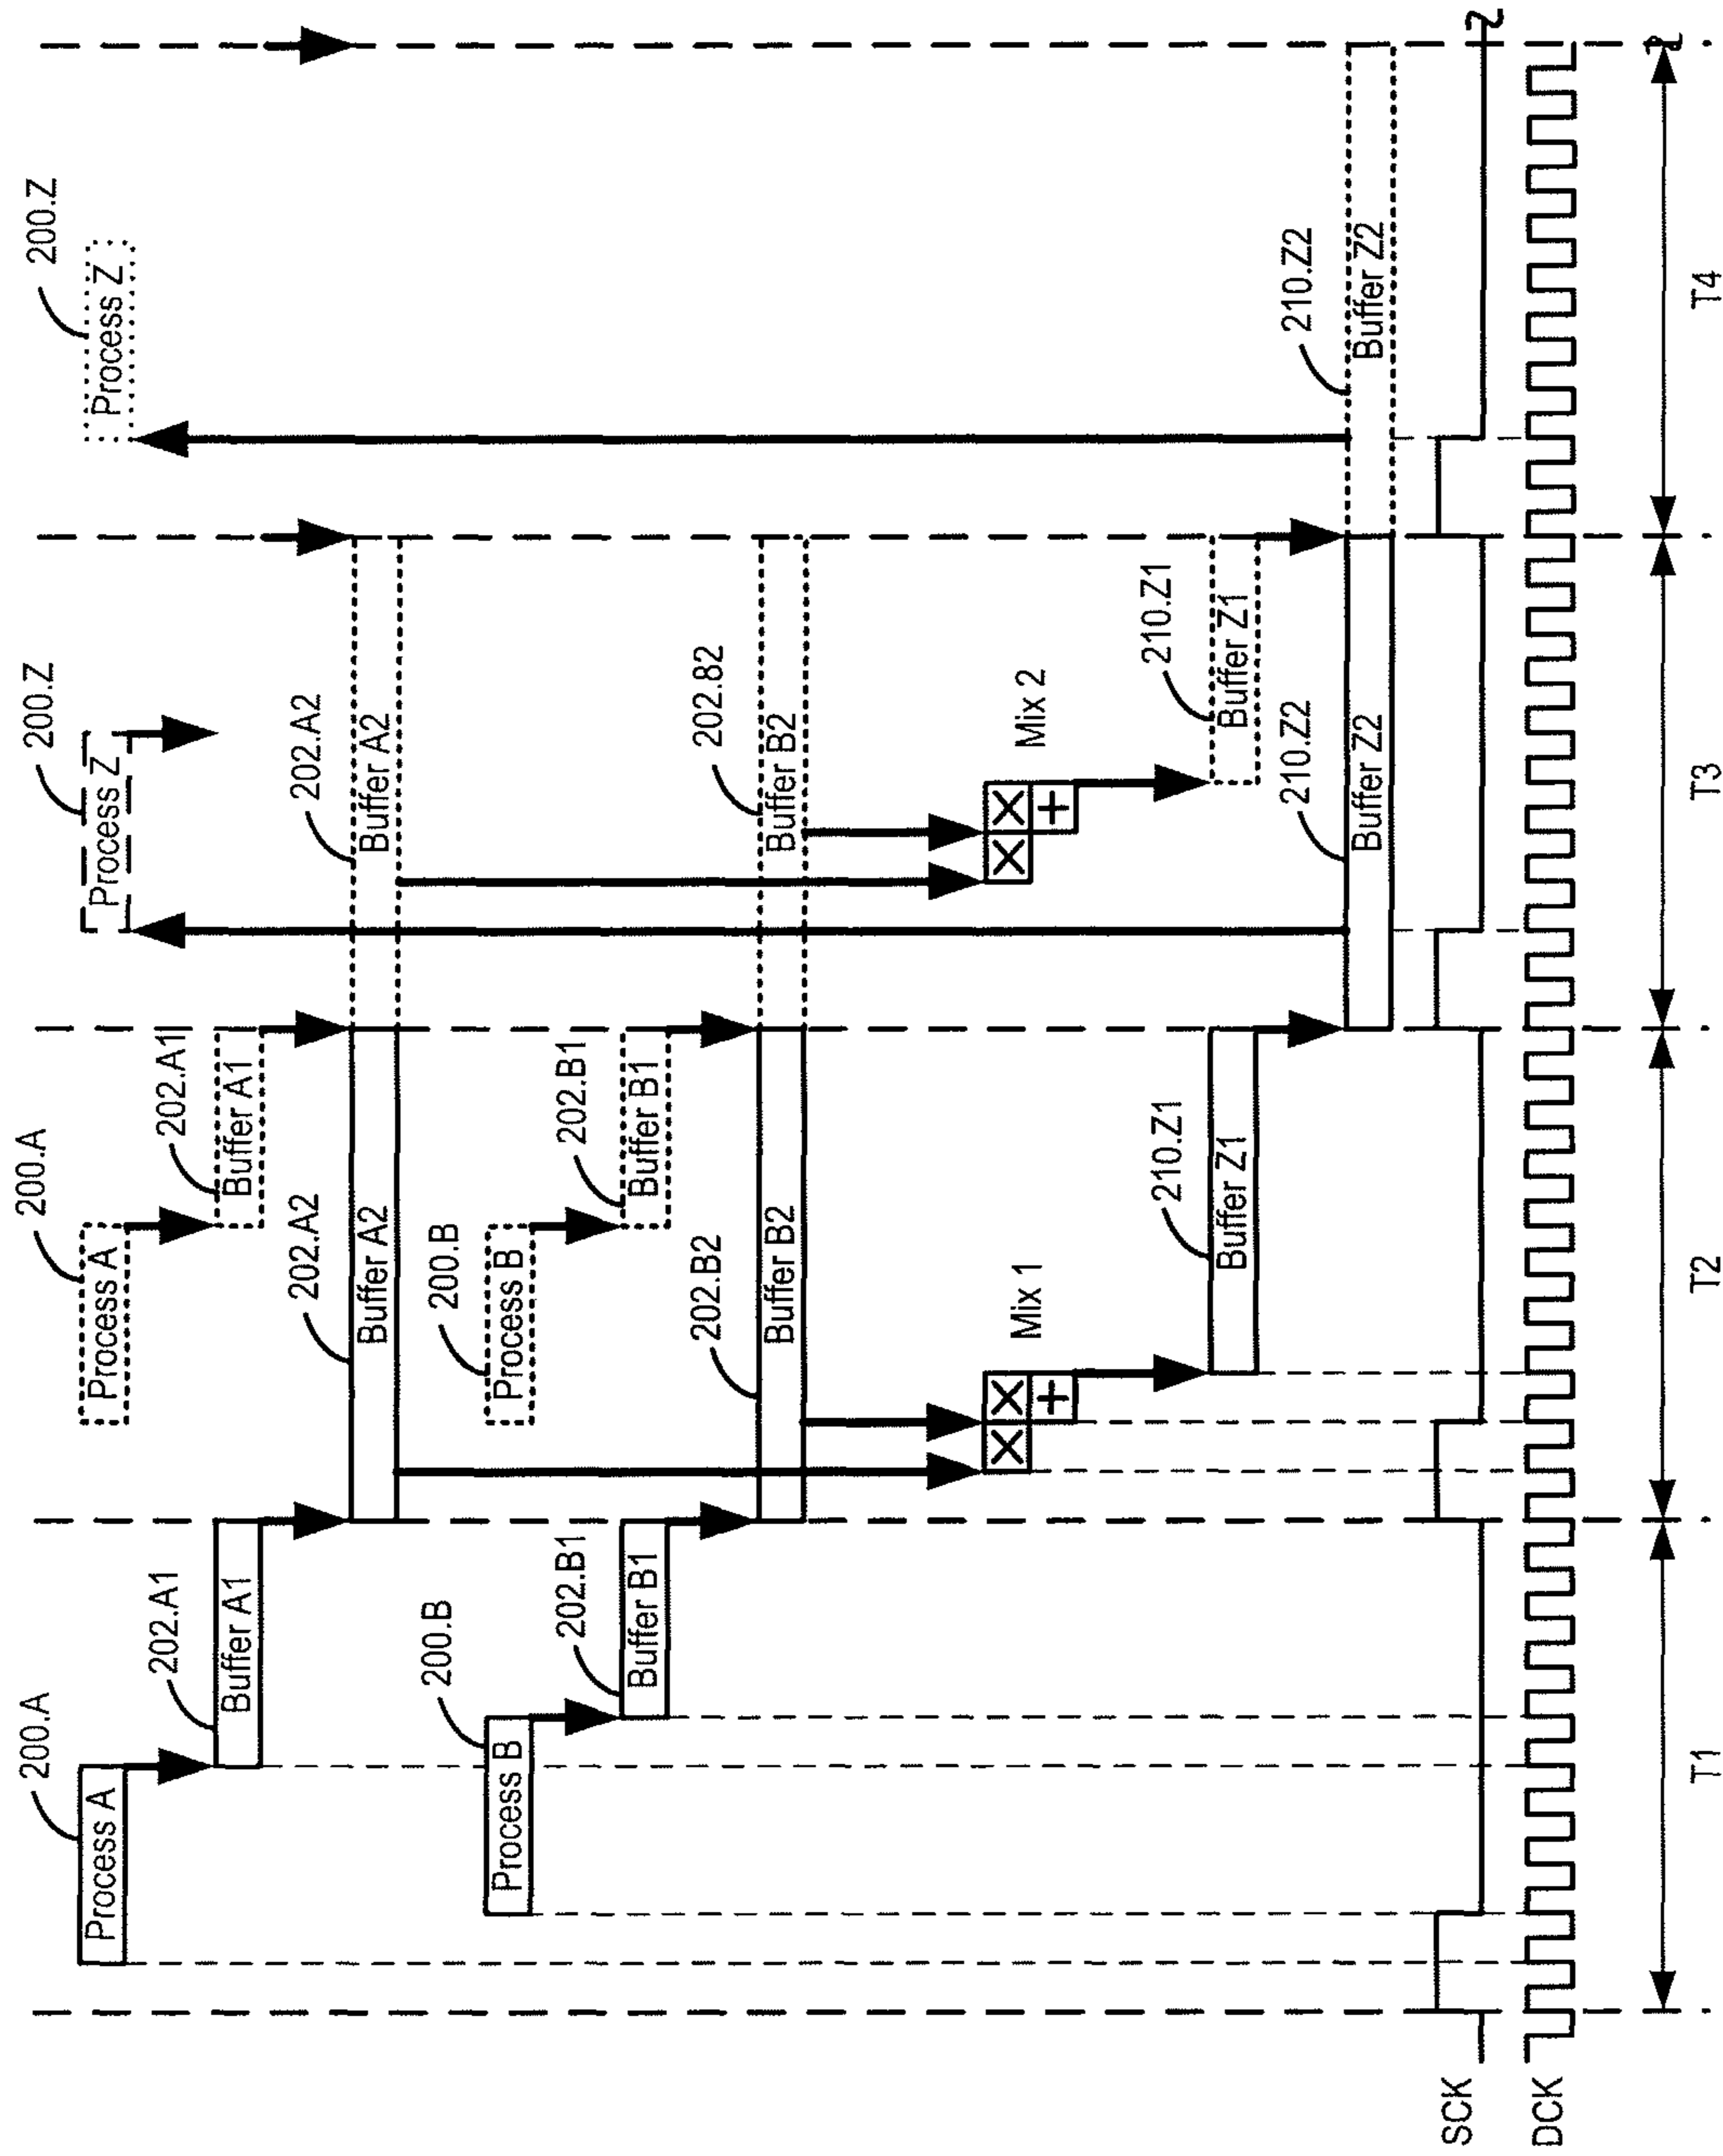 200.A
200.A
200.Z
200.Z
Process A
Process A
Process Z
Process Z
202.A1
202.A1
Buffer A1
Buffer A1
202.A2
202.A2
Buffer A2
Buffer A2
200.B
200.B
Process B
Process B
202.B1
202.B1
Buffer B1
Buffer B1
202.B2
202.82
Buffer B2
Buffer B2
Mix 1
Mix 2
210.Z1
210.Z1
Buffer Z1
Buffer Z1
210.Z2
210.Z2
Buffer Z2
Buffer Z2
SCK
DCK
T1
T2
T3
T4